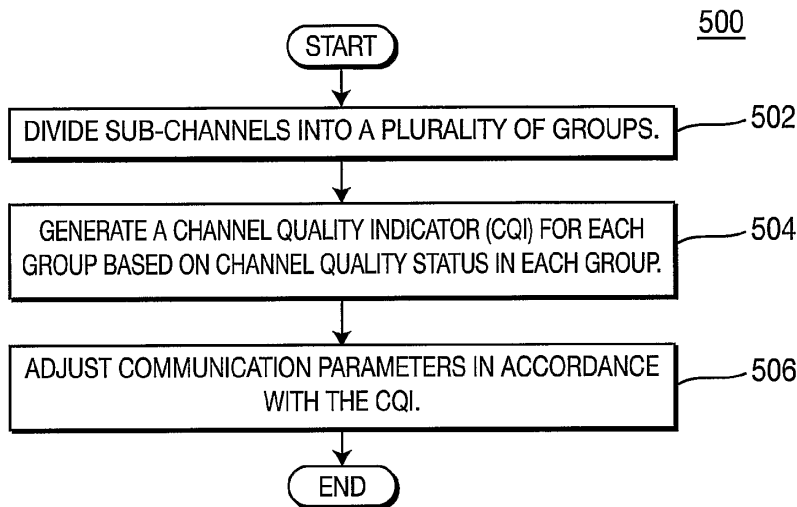 500
START
DIVIDE SUB-CHANNELS INTO A PLURALITY OF GROUPS.
502
GENERATE A CHANNEL QUALITY INDICATOR (CQI) FOR EACH
GROUP BASED ON CHANNEL QUALITY STATUS IN EACH GROUP.
504
ADJUST COMMUNICATION PARAMETERS IN ACCORDANCE
WITH THE CQI.
506
END